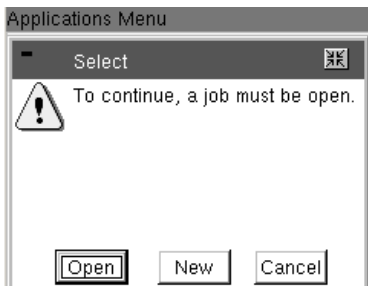 Applications Menu
Select
To continue, a job must be open.
Open
New
Cancel